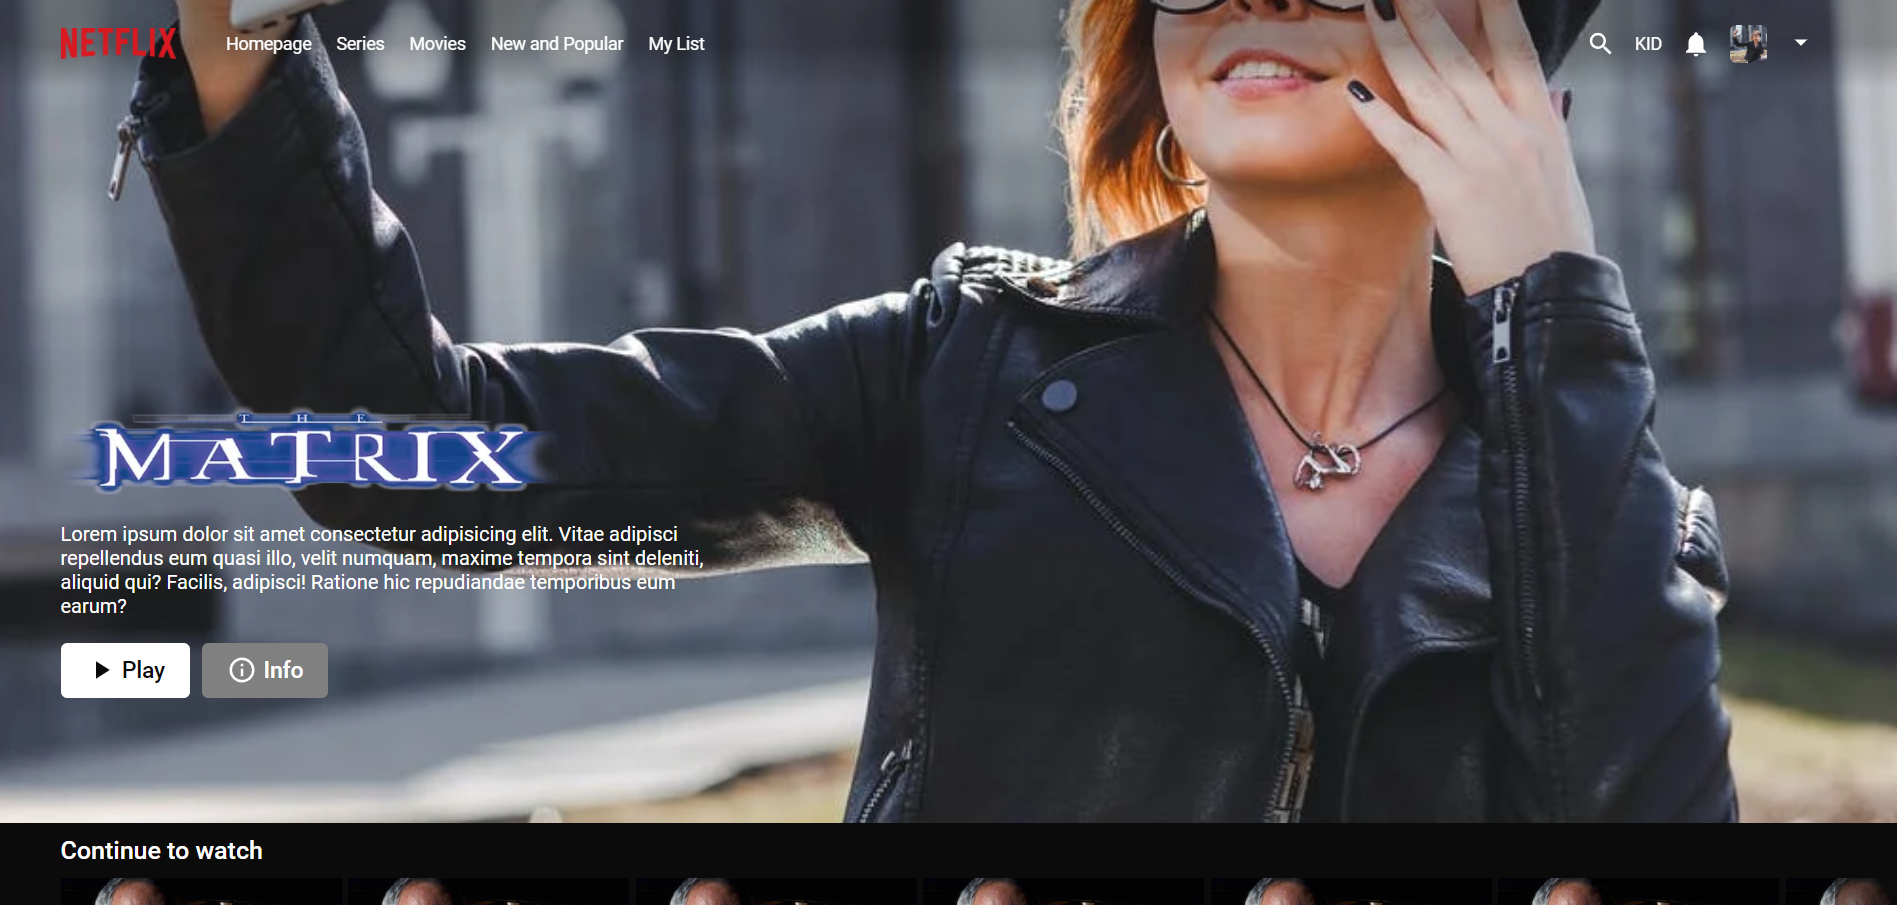 NETFLIX
Homepage Series Movies New and Popular My List
KID
THE
MATRIX
Lorem ipsum dolor sit amet consectetur adipisicing elit. Vitae adipisci
repellendus eum quasi illo, velit numquam, maxime tempora sint deleniti,
aliquid qui? Facilis, adipisci! Ratione hic repudiandae temporibus eum
earum?
Play
Info
Continue to watch